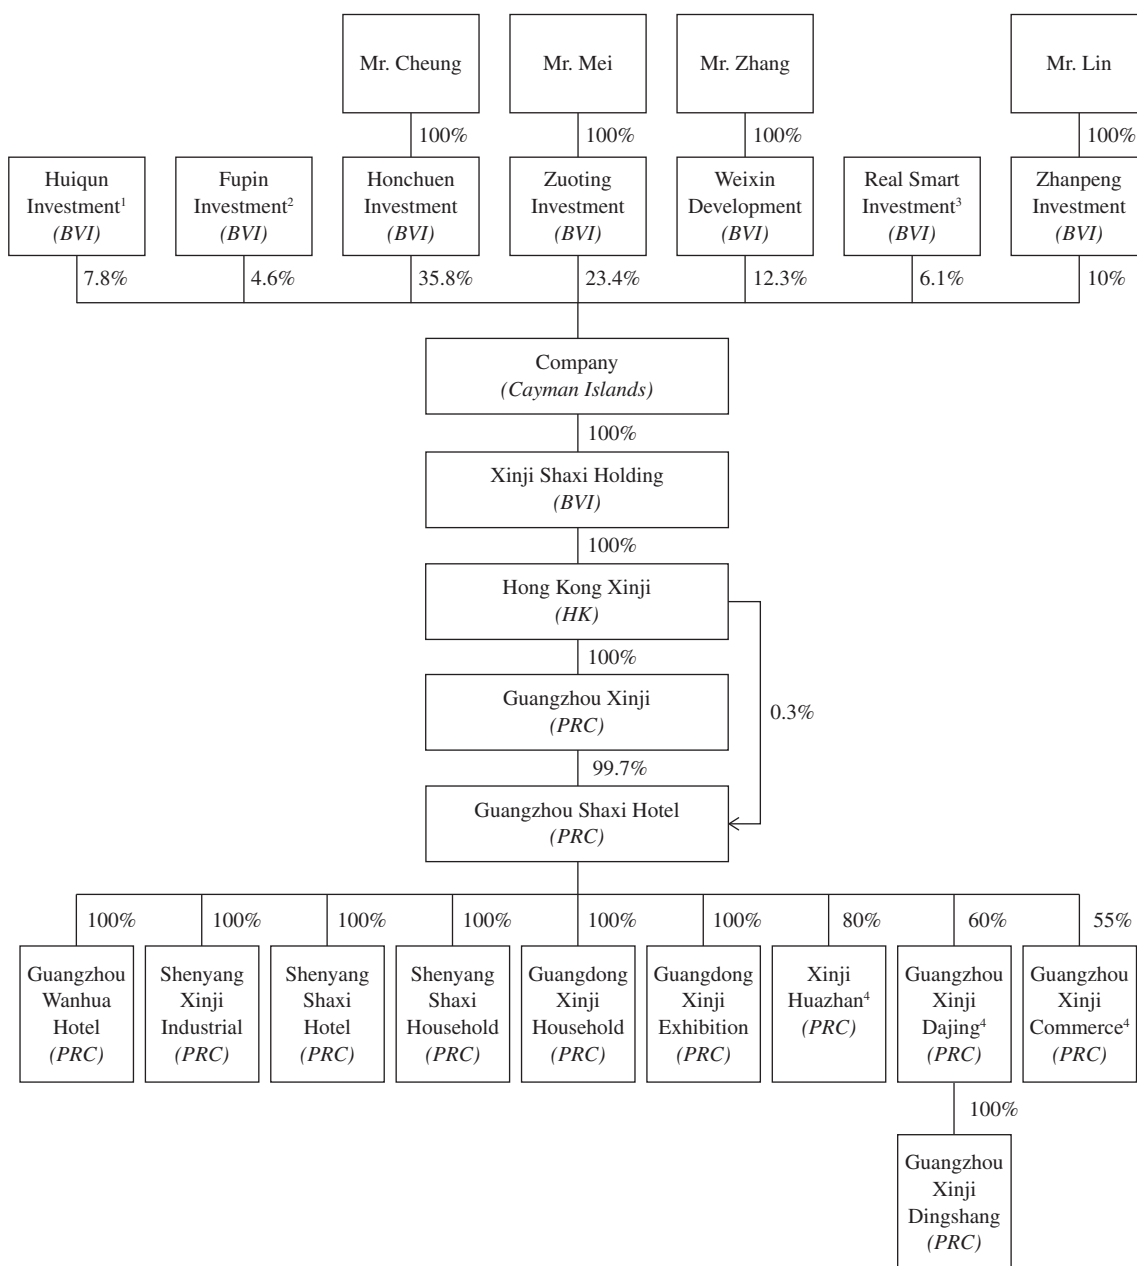 Mr. Cheung
Mr. Mei
Mr. Zhang
Mr. Lin
100%
100%
100%
100%
Huiqun
Investment¹
(BVI)
Fupin
Investment²
(BVI)
Honchuen
Investment
(BVI)
Zuoting
Investment
(BVI)
Weixin
Development
(BVI)
Real Smart
Investment³
(BVI)
Zhanpeng
Investment
(BVI)
7.8%
4.6%
35.8%
23.4%
12.3%
6.1%
10%
Company
(Cayman Islands)
100%
Xinji Shaxi Holding
(BVI)
100%
Hong Kong Xinji
(HK)
100%
Guangzhou Xinji
(PRC)
0.3%
99.7%
Guangzhou Shaxi Hotel
(PRC)
100%
100%
100%
100%
100%
100%
80%
60%
55%
Guangzhou
Wanhua
Hotel
(PRC)
Shenyang
Xinji
Industrial
(PRC)
Shenyang
Shaxi
Hotel
(PRC)
Shenyang
Shaxi
Household
(PRC)
Guangdong
Xinji
Household
(PRC)
Guangdong
Xinji
Exhibition
(PRC)
Xinji
Huazhan⁴
(PRC)
Guangzhou
Xinji
Dajing⁴
(PRC)
Guangzhou
Xinji
Commerce⁴
(PRC)
100%
Guangzhou
Xinji
Dingshang
(PRC)